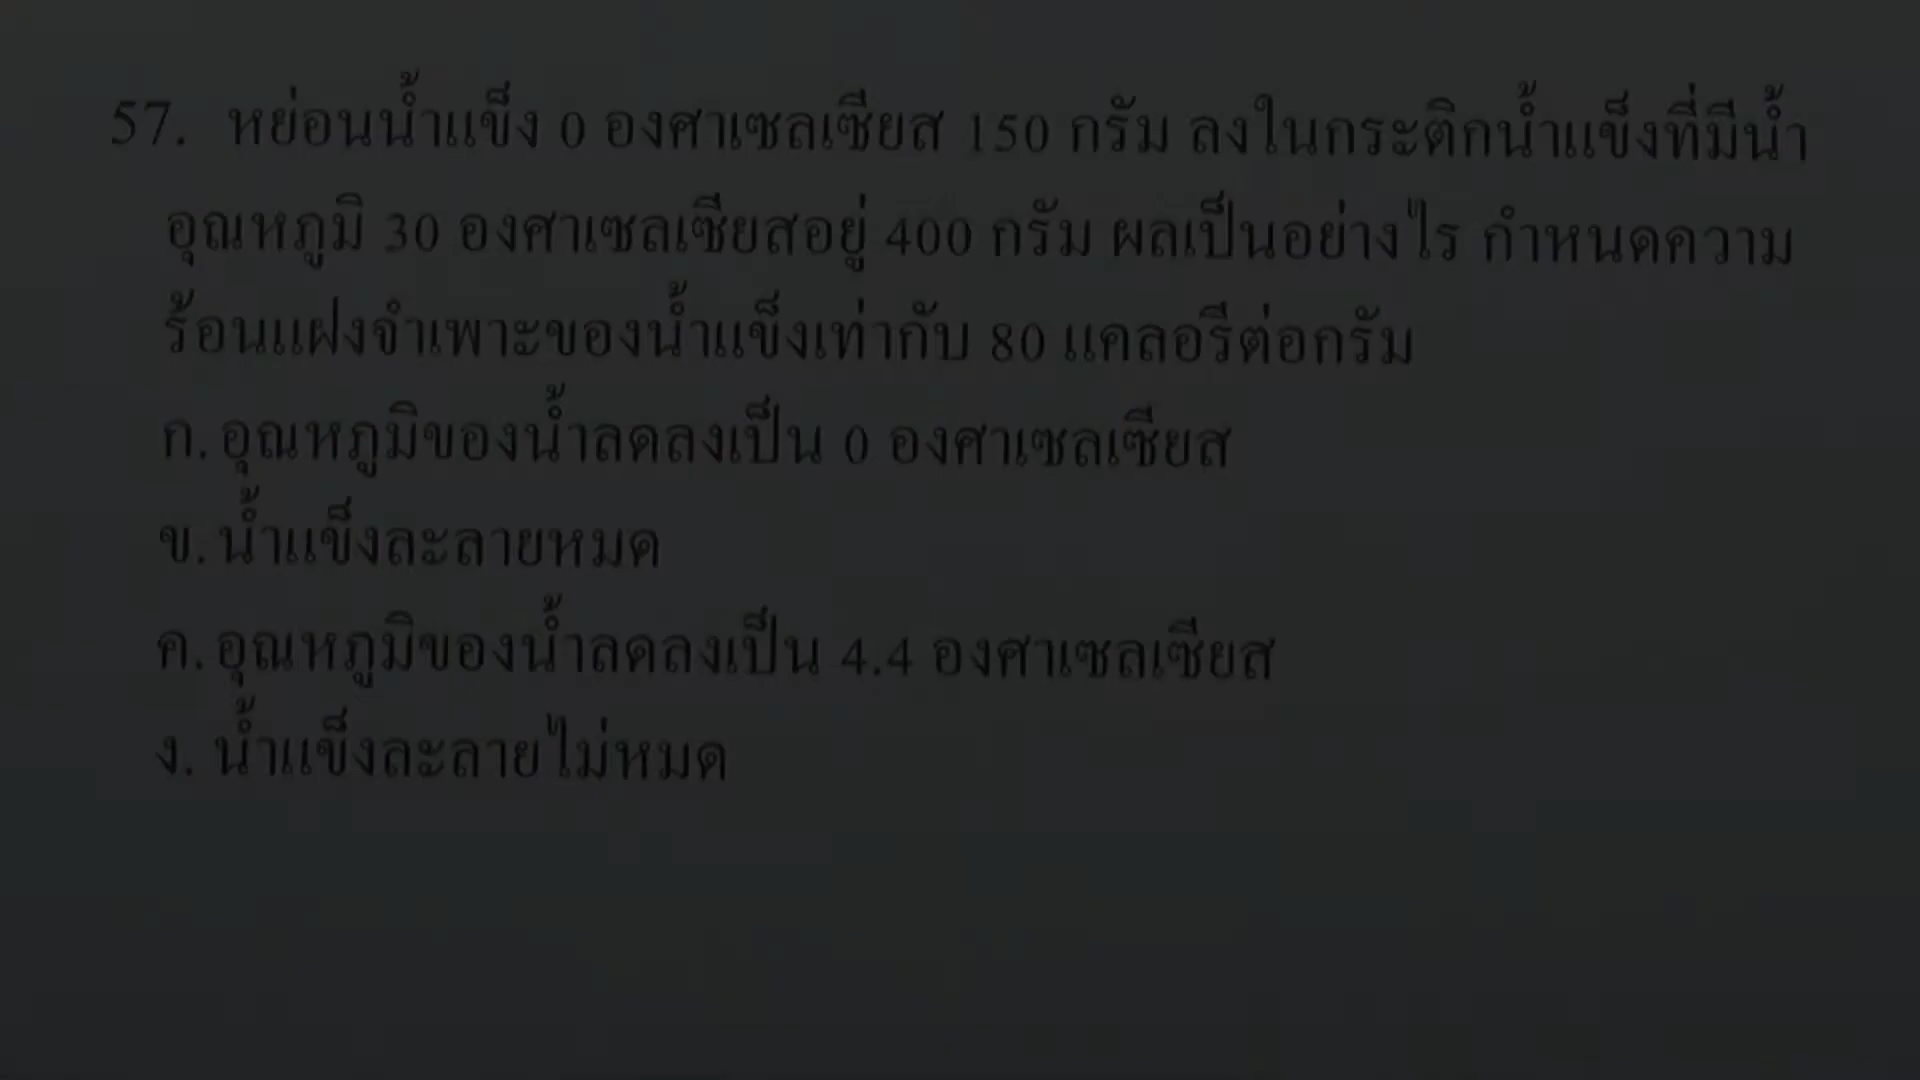 57. หย่อนน้ำแข็ง 0 องศาเซลเซียส 150 กรัม ลงในกระติกน้ำแข็งที่มีน้ำ
อุณหภูมิ 30 องศาเซลเซียสอยู่ 400 กรัม ผลเป็นอย่างไร กำหนดความ
ร้อนแฝงจำเพาะของน้ำแข็งเท่ากับ 80 แคลอรีต่อกรัม
ก. อุณหภูมิของน้ำลดลงเป็น 0 องศาเซลเซียส
ข. น้ำแข็งละลายหมด
ค. อุณหภูมิของน้ำลดลงเป็น 4.4 องศาเซลเซียส
ง. น้ำแข็งละลายไม่หมด